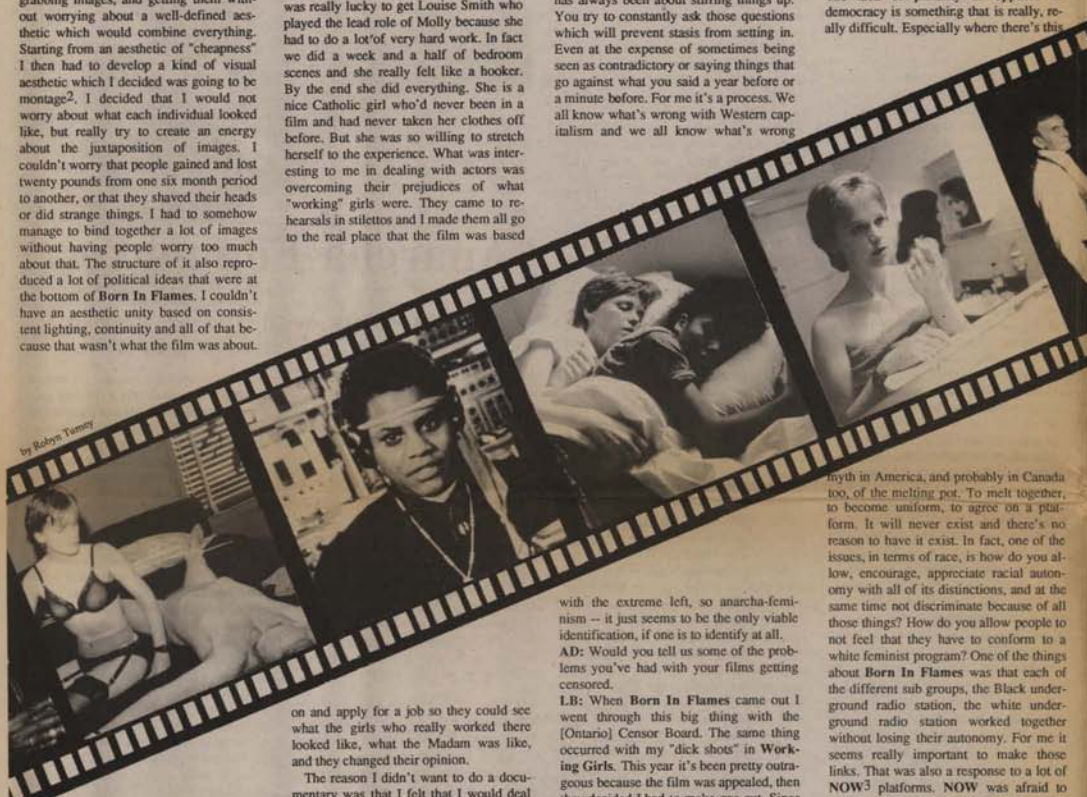 grabbing images, and getting them with-
out worrying about a well-defined aes-
thetic which would combine everything.
Starting from an aesthetic of "cheapness"
I then had to develop a kind of visual
aesthetic which I decided was going to be
montage2. I decided that I would not
worry about what each individual looked
like, but really try to create an energy
about the juxtaposition of images. I
couldn't worry that people gained and lost
twenty pounds from one six month period
to another, or that they shaved their heads
or did strange things. I had to somehow
manage to bind together a lot of images
without having people worry too much
about that. The structure of it also repro-
duced a lot of political ideas that were at
the bottom of Born In Flames. I couldn't
have an aesthetic unity based on consis-
tent lighting, continuity and all of that be-
cause that wasn't what the film was about.
by Robyn Turney
was really lucky to get Louise Smith who
played the lead role of Molly because she
had to do a lot of very hard work. In fact
we did a week and a half of bedroom
scenes and she really felt like a hooker.
By the end she did everything. She is a
nice Catholic girl who'd never been in a
film and had never taken her clothes off
before. But she was so willing to stretch
herself to the experience. What was inter-
esting to me in dealing with actors was
overcoming their prejudices of what
"working" girls were. They came to re-
hearsals in stilettos and I made them all go
to the real place that the film was based
on and apply for a job so they could see
what the girls who really worked there
looked like, what the Madam was like,
and they changed their opinion.
The reason I didn't want to do a docu-
mentary was that I felt that I would deal
has always been about stirring things up.
You try to constantly ask those questions
which will prevent stasis from setting in.
Even at the expense of sometimes being
seen as contradictory or saying things that
go against what you said a year before or
a minute before. For me it's a process. We
all know what's wrong with Western cap-
italism and we all know what's wrong
with the extreme left, so anarcha-femi-
nism -- it just seems to be the only viable
identification, if one is to identify at all.
AD: Would you tell us some of the prob-
lems you've had with your films getting
censored.
LB: When Born In Flames came out I
went through this big thing with the
[Ontario] Censor Board. The same thing
occurred with my "dick shots" in Work-
ing Girls. This year it's been pretty outra-
geous because the film was appealed, then
they decided I had to make one cut. Since
democracy is something that is really, re-
ally difficult. Especially where there's this
myth in America, and probably in Canada
too, of the melting pot. To melt together,
to become uniform, to agree on a plat-
form. It will never exist and there's no
reason to have it exist. In fact, one of the
issues, in terms of race, is how do you al-
low, encourage, appreciate racial auton-
omy with all of its distinctions, and at the
same time not discriminate because of all
those things? How do you allow people to
not feel that they have to conform to a
white feminist program? One of the things
about Born In Flames was that each of
the different sub groups, the Black under-
ground radio station, the white under-
ground radio station worked together
without losing their autonomy. For me it
seems really important to make those
links. That was also a response to a lot of
NOW3 platforms. NOW was afraid to